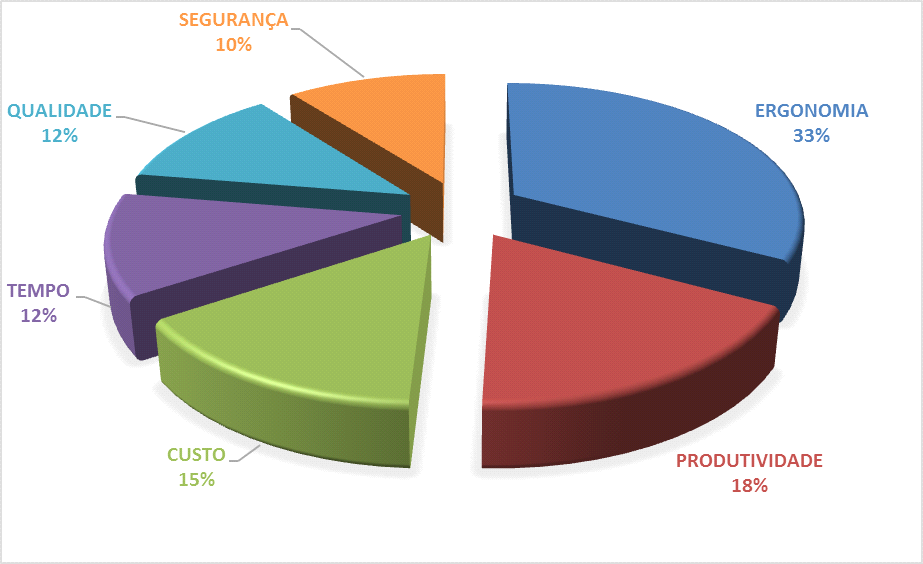 SEGURANÇA
10%
QUALIDADE
12%
ERGONOMIA
33%
TEMPO
12%
CUSTO
15%
PRODUTIVIDADE
18%